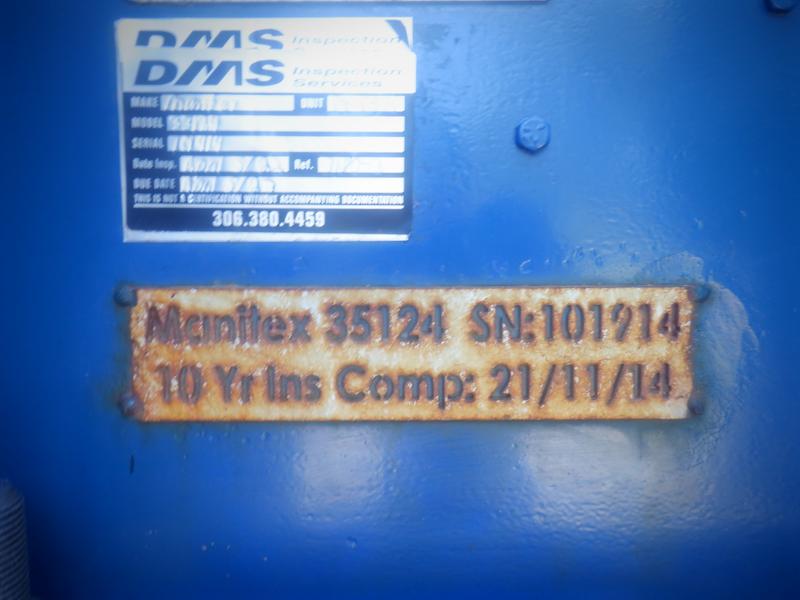 DMS Inspection
DMS Inspection
Services
MAKE UNIT
MODEL
SERIAL
Date Insp. Ref.
DUE DATE
THIS IS NOT A CERTIFICATION WITHOUT ACCOMPANYING DOCUMENTATION
306.380.4459
Manitex 35124 SN:101914
10 Yr Ins Comp: 21/11/14